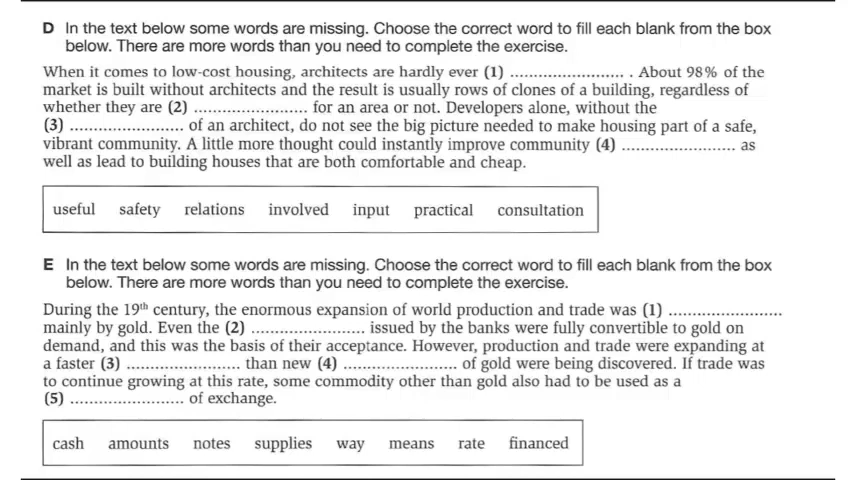 D In the text below some words are missing. Choose the correct word to fill each blank from the box
below. There are more words than you need to complete the exercise.
When it comes to low-cost housing, architects are hardly ever (1) ........................ . About 98% of the
market is built without architects and the result is usually rows of clones of a building, regardless of
whether they are (2) ........................ for an area or not. Developers alone, without the
(3) ........................ of an architect, do not see the big picture needed to make housing part of a safe,
vibrant community. A little more thought could instantly improve community (4) ........................ as
well as lead to building houses that are both comfortable and cheap.
useful safety relations involved input practical consultation
E In the text below some words are missing. Choose the correct word to fill each blank from the box
below. There are more words than you need to complete the exercise.
During the 19th century, the enormous expansion of world production and trade was (1) ........................
mainly by gold. Even the (2) ........................ issued by the banks were fully convertible to gold on
demand, and this was the basis of their acceptance. However, production and trade were expanding at
a faster (3) ........................ than new (4) ........................ of gold were being discovered. If trade was
to continue growing at this rate, some commodity other than gold also had to be used as a
(5) ........................ of exchange.
cash amounts notes supplies way means rate financed